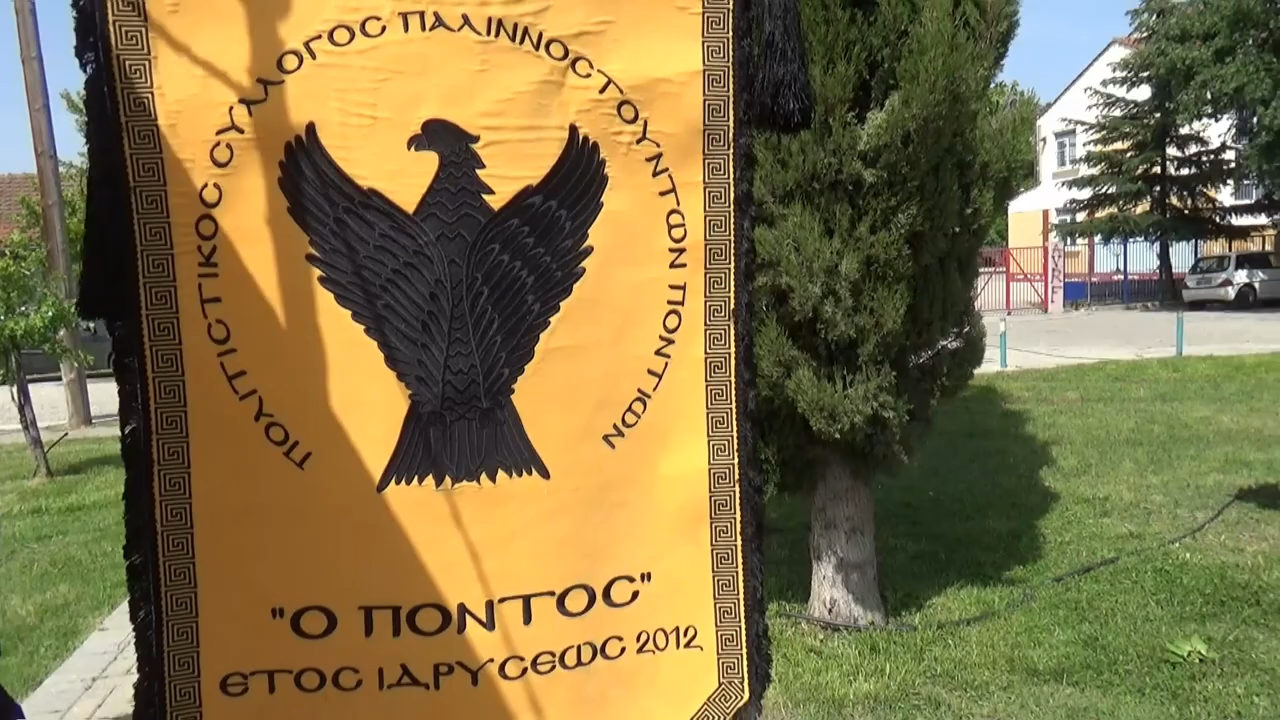 ΠΟΛΙΤΙΣΤΙΚΟΣ ΣΥΛΛΟΓΟΣ ΠΑΛΙΝΝΟΣΤΟΥΝΤΩΝ ΠΟΝΤΙΩΝ
"Ο ΠΟΝΤΟΣ"
ΕΤΟΣ ΙΔΡΥΣΕΩΣ 2012